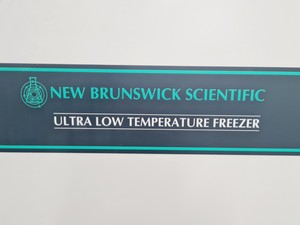 NEW BRUNSWICK SCIENTIFIC
ULTRA LOW TEMPERATURE FREEZER